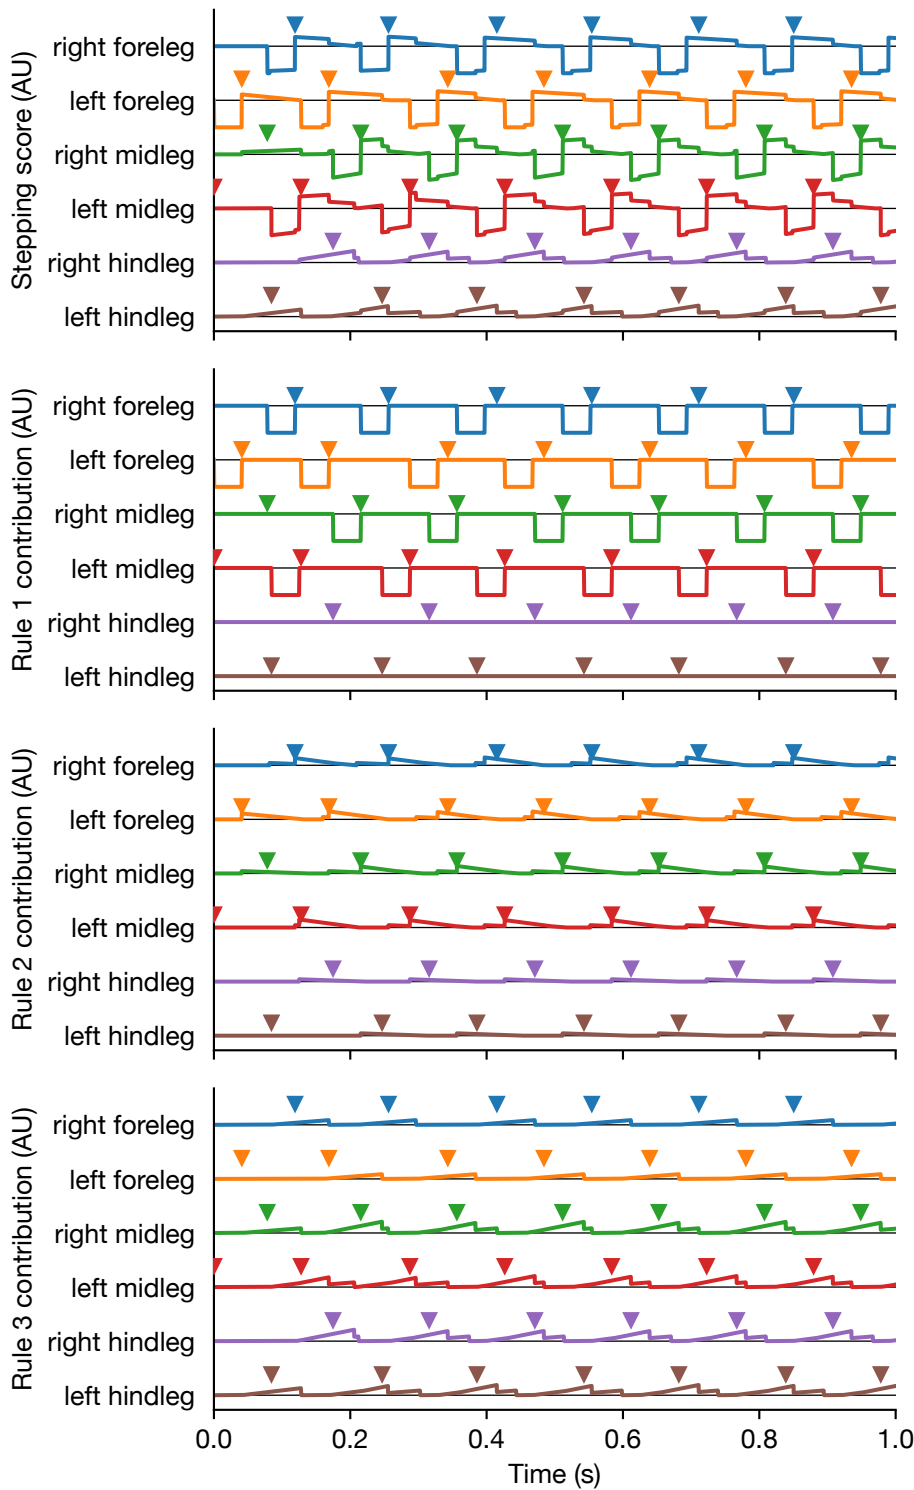 Stepping score (AU)
right foreleg
left foreleg
right midleg
left midleg
right hindleg
left hindleg
Rule 1 contribution (AU)
right foreleg
left foreleg
right midleg
left midleg
right hindleg
left hindleg
Rule 2 contribution (AU)
right foreleg
left foreleg
right midleg
left midleg
right hindleg
left hindleg
Rule 3 contribution (AU)
right foreleg
left foreleg
right midleg
left midleg
right hindleg
left hindleg
0.0 0.2 0.4 0.6 0.8 1.0
Time (s)